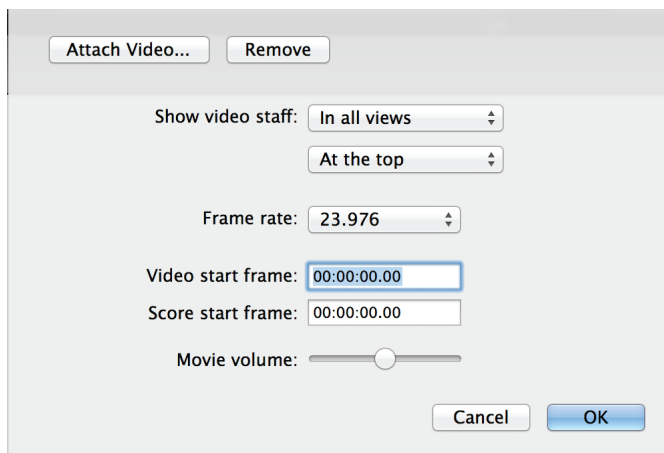 Attach Video... Remove
Show video staff: In all views
At the top
Frame rate: 23.976
Video start frame: 00:00:00.00
Score start frame: 00:00:00.00
Movie volume:
Cancel OK